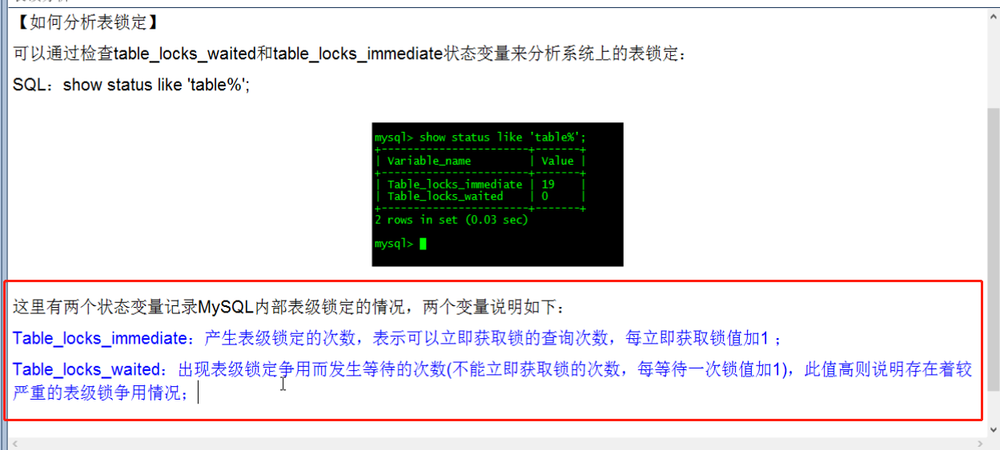 【如何分析表锁定】
可以通过检查table_locks_waited和table_locks_immediate状态变量来分析系统上的表锁定：
SQL：show status like 'table%';
mysql> show status like 'table%';
+-----------------------+-------+
| Variable_name | Value |
+-----------------------+-------+
| Table_locks_immediate | 19 |
| Table_locks_waited | 0 |
+-----------------------+-------+
2 rows in set (0.03 sec)
mysql>
这里有两个状态变量记录MySQL内部表级锁定的情况，两个变量说明如下：
Table_locks_immediate：产生表级锁定的次数，表示可以立即获取锁的查询次数，每立即获取锁值加1 ；
Table_locks_waited：出现表级锁定争用而发生等待的次数(不能立即获取锁的次数，每等待一次锁值加1)，此值高则说明存在着较
严重的表级锁争用情况；